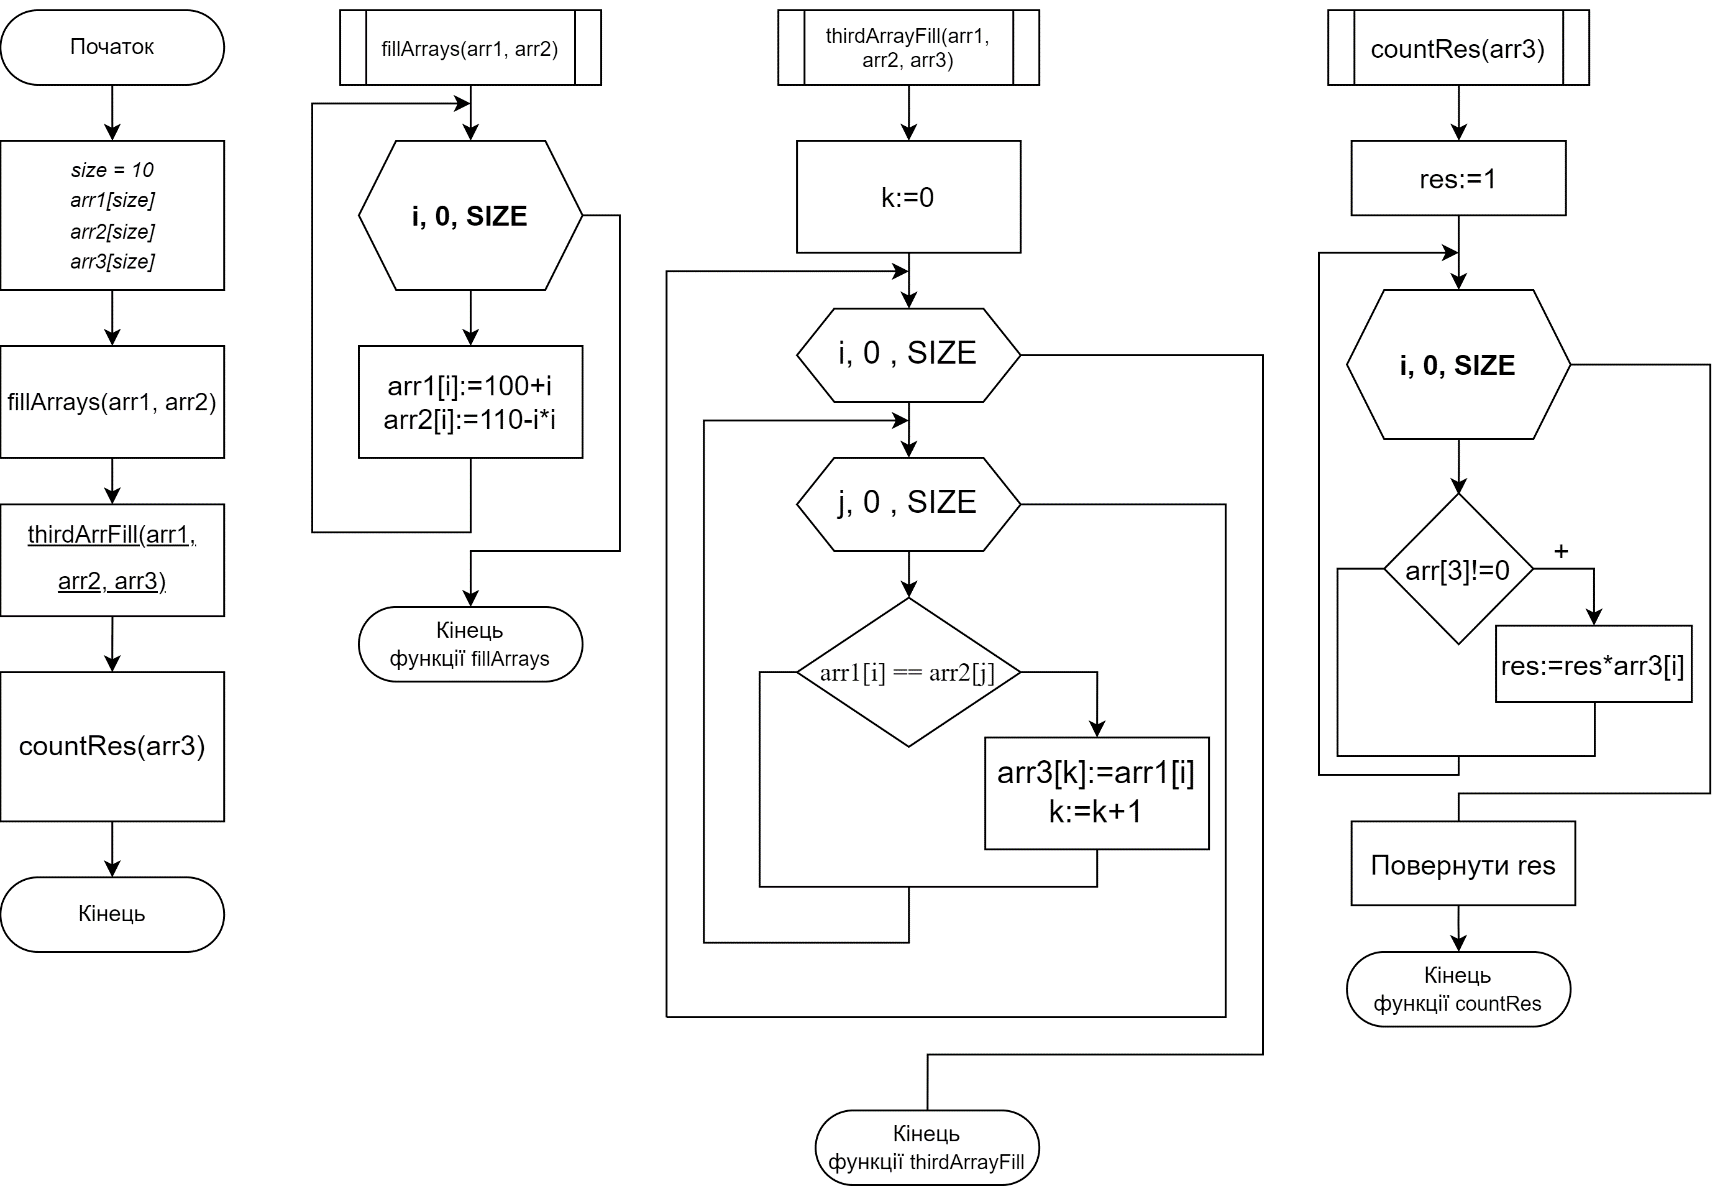 Початок
size = 10
arr1[size]
arr2[size]
arr3[size]
fillArrays(arr1, arr2)
thirdArrFill(arr1,
arr2, arr3)
countRes(arr3)
Кінець
fillArrays(arr1, arr2)
i, 0, SIZE
arr1[i]:=100+i
arr2[i]:=110-i*i
Кінець
функції fillArrays
thirdArrayFill(arr1,
arr2, arr3)
k:=0
i, 0 , SIZE
j, 0 , SIZE
arr1[i] == arr2[j]
arr3[k]:=arr1[i]
k:=k+1
Кінець
функції thirdArrayFill
countRes(arr3)
res:=1
i, 0, SIZE
arr[3]!=0
+
res:=res*arr3[i]
Повернути res
Кінець
функції countRes